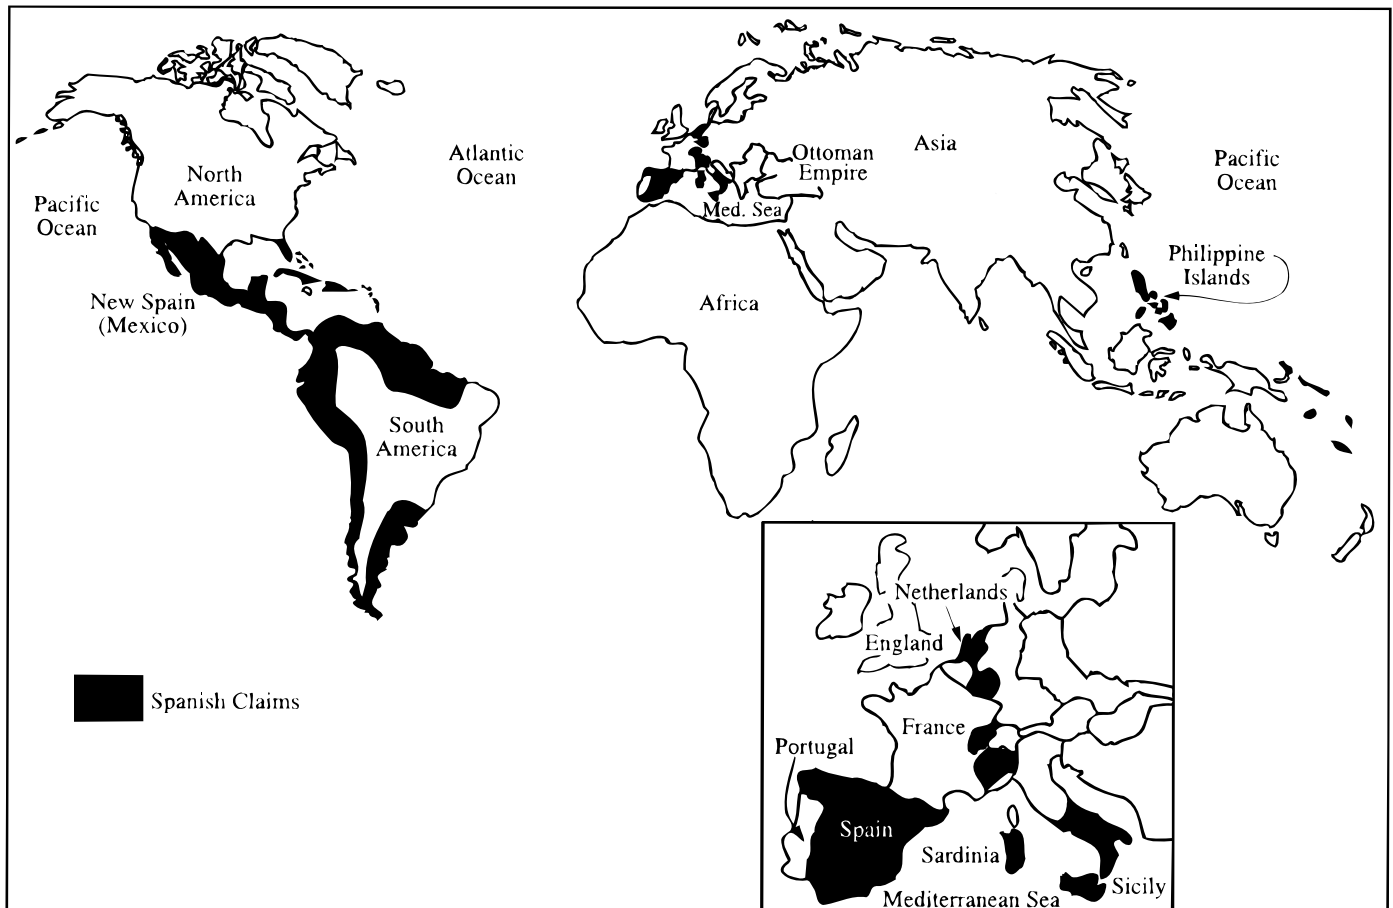 North
America
Pacific
Ocean
Atlantic
Ocean
New Spain
(Mexico)
South
America
Africa
Ottoman
Empire
Med. Sea
Asia
Pacific
Ocean
Philippine
Islands
Spanish Claims
Netherlands
England
France
Portugal
Spain
Sardinia
Mediterranean Sea
Sicily